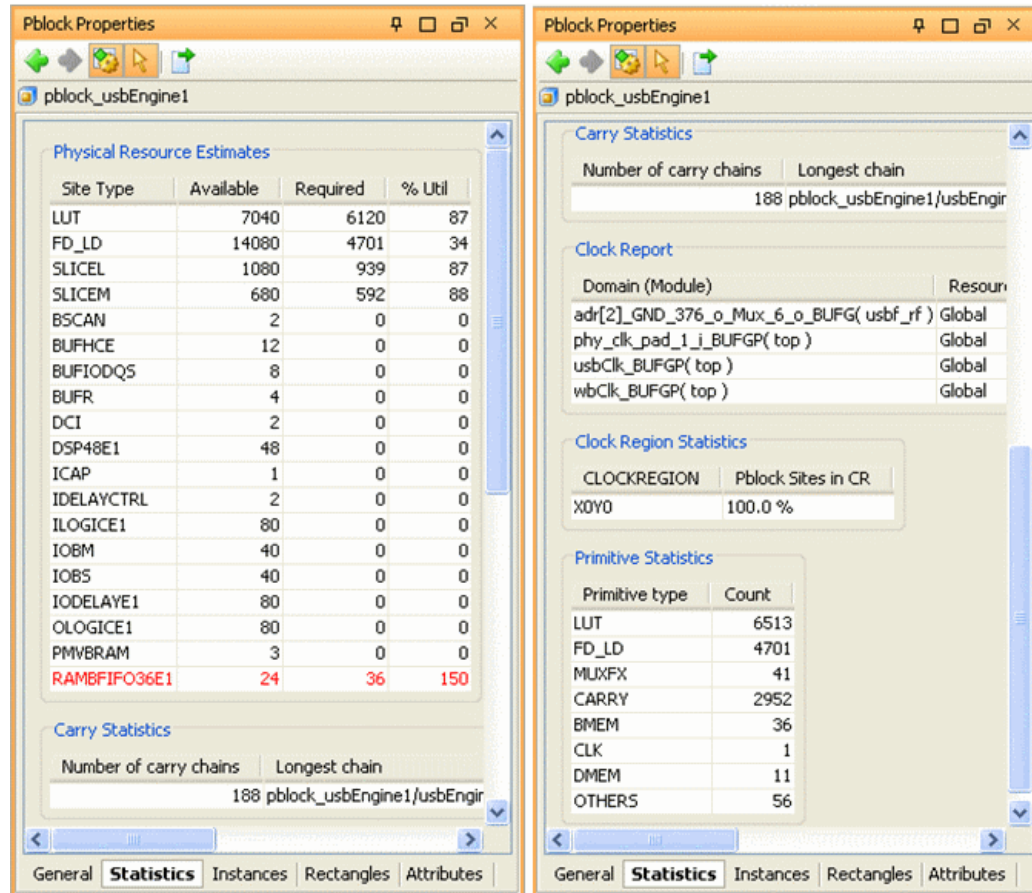 Pblock Properties
pblock_usbEngine1
Physical Resource Estimates
Site Type Available Required % Util
LUT 7040 6120 87
FD_LD 14080 4701 34
SLICEL 1080 939 87
SLICEM 680 592 88
BSCAN 2 0 0
BUFHCE 12 0 0
BUFIODQS 8 0 0
BUFR 4 0 0
DCI 2 0 0
DSP48E1 48 0 0
ICAP 1 0 0
IDELAYCTRL 2 0 0
ILOGICE1 80 0 0
IOBM 40 0 0
IOBS 40 0 0
IODELAYE1 80 0 0
OLOGICE1 80 0 0
PMVBRAM 3 0 0
RAMBFIFO36E1 24 36 150
Carry Statistics
Number of carry chains Longest chain
188 pblock_usbEngine1/usbEngir
General Statistics Instances Rectangles Attributes
Pblock Properties
pblock_usbEngine1
Carry Statistics
Number of carry chains Longest chain
188 pblock_usbEngine1/usbEngir
Clock Report
Domain (Module) Resour
adr[2]_GND_376_o_Mux_6_o_BUFG( usbf_rf ) Global
phy_clk_pad_1_i_BUFGP( top ) Global
usbClk_BUFGP( top ) Global
wbClk_BUFGP( top ) Global
Clock Region Statistics
CLOCKREGION Pblock Sites in CR
X0Y0 100.0 %
Primitive Statistics
Primitive type Count
LUT 6513
FD_LD 4701
MUXFX 41
CARRY 2952
BMEM 36
CLK 1
DMEM 11
OTHERS 56
General Statistics Instances Rectangles Attributes